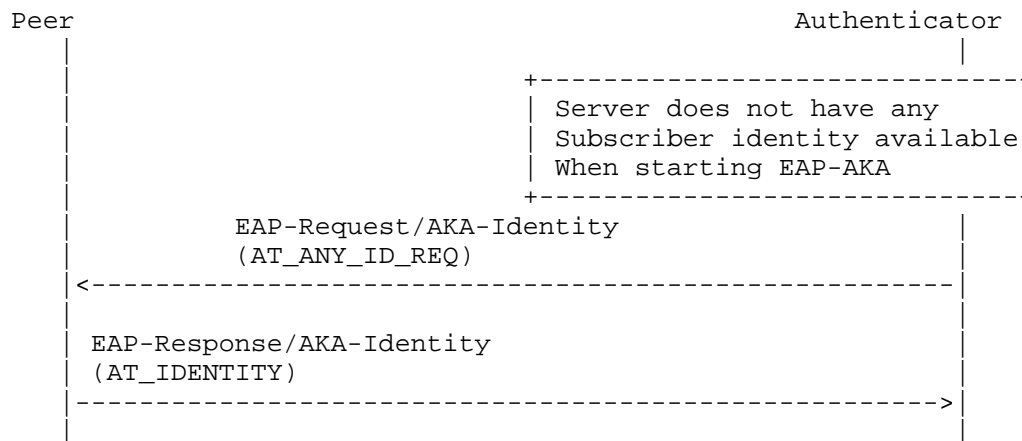 Peer Authenticator
Server does not have any
Subscriber identity available
When starting EAP-AKA
EAP-Request/AKA-Identity
(AT_ANY_ID_REQ)
EAP-Response/AKA-Identity
(AT_IDENTITY)